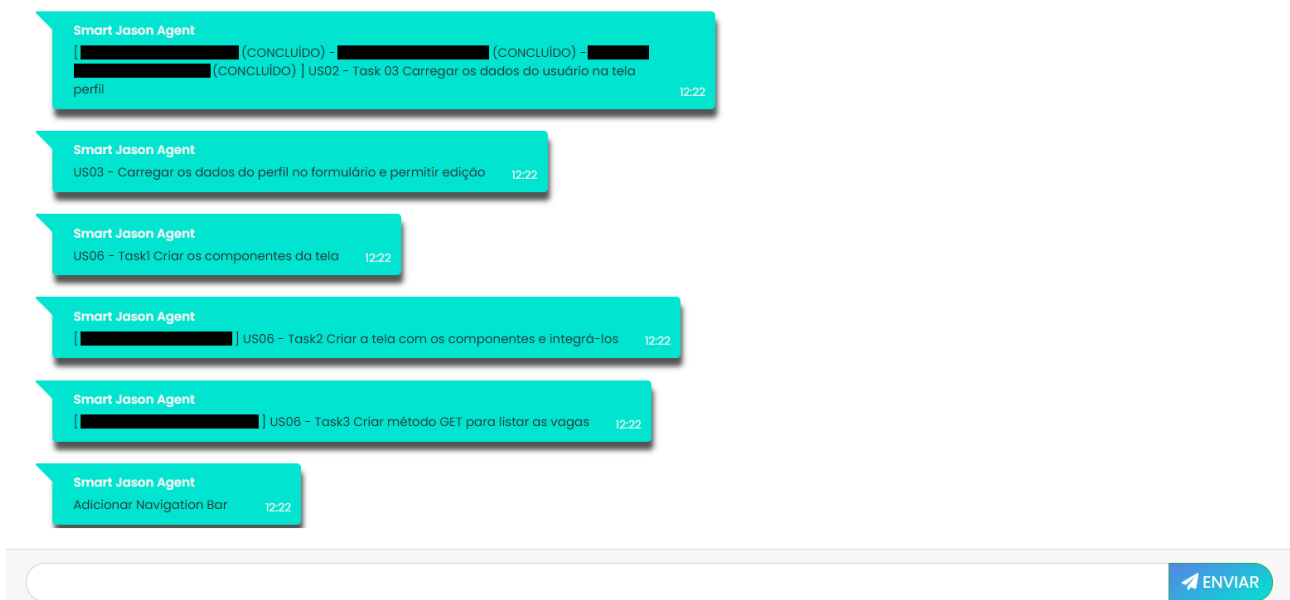 Smart Jason Agent
[ (CONCLUÍDO) - (CONCLUÍDO) -
(CONCLUÍDO) ] US02 - Task 03 Carregar os dados do usuário na tela
perfil 12:22
Smart Jason Agent
US03 - Carregar os dados do perfil no formulário e permitir edição 12:22
Smart Jason Agent
US06 - Task1 Criar os componentes da tela 12:22
Smart Jason Agent
[ ] US06 - Task2 Criar a tela com os componentes e integrá-los 12:22
Smart Jason Agent
[ ] US06 - Task3 Criar método GET para listar as vagas 12:22
Smart Jason Agent
Adicionar Navigation Bar 12:22
ENVIAR